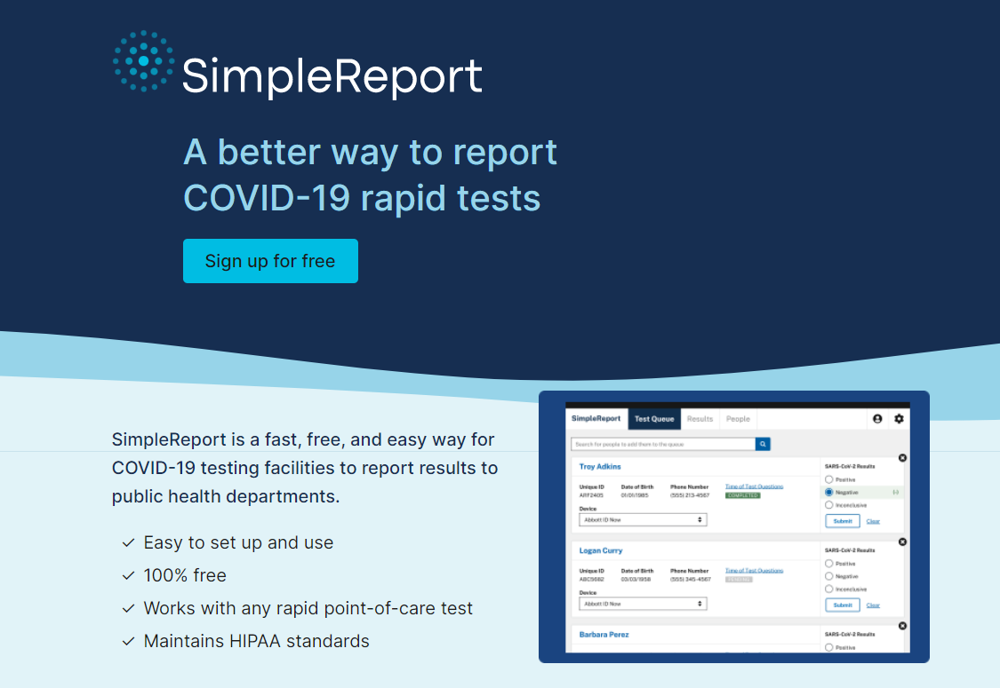 SimpleReport
A better way to report
COVID-19 rapid tests
Sign up for free
SimpleReport is a fast, free, and easy way for
COVID-19 testing facilities to report results to
public health departments.
✓ Easy to set up and use
✓ 100% free
✓ Works with any rapid point-of-care test
✓ Maintains HIPAA standards
SimpleReport Test Queue Results People
Search for people to add them to the queue
Troy Adkins
Unique ID Date of Birth Phone Number Time of Test Questions
ARF2405 01/01/1985 (555) 213-4567 COMPLETED
Device
Abbott ID Now
SARS-CoV-2 Results
Positive
Negative (-)
Inconclusive
Submit Clear
Logan Curry
Unique ID Date of Birth Phone Number Time of Test Questions
ABC5682 03/03/1958 (555) 345-4567 PENDING
Device
Abbott ID Now
SARS-CoV-2 Results
Positive
Negative
Inconclusive
Submit Clear
Barbara Perez
SARS-CoV-2 Results
Positive